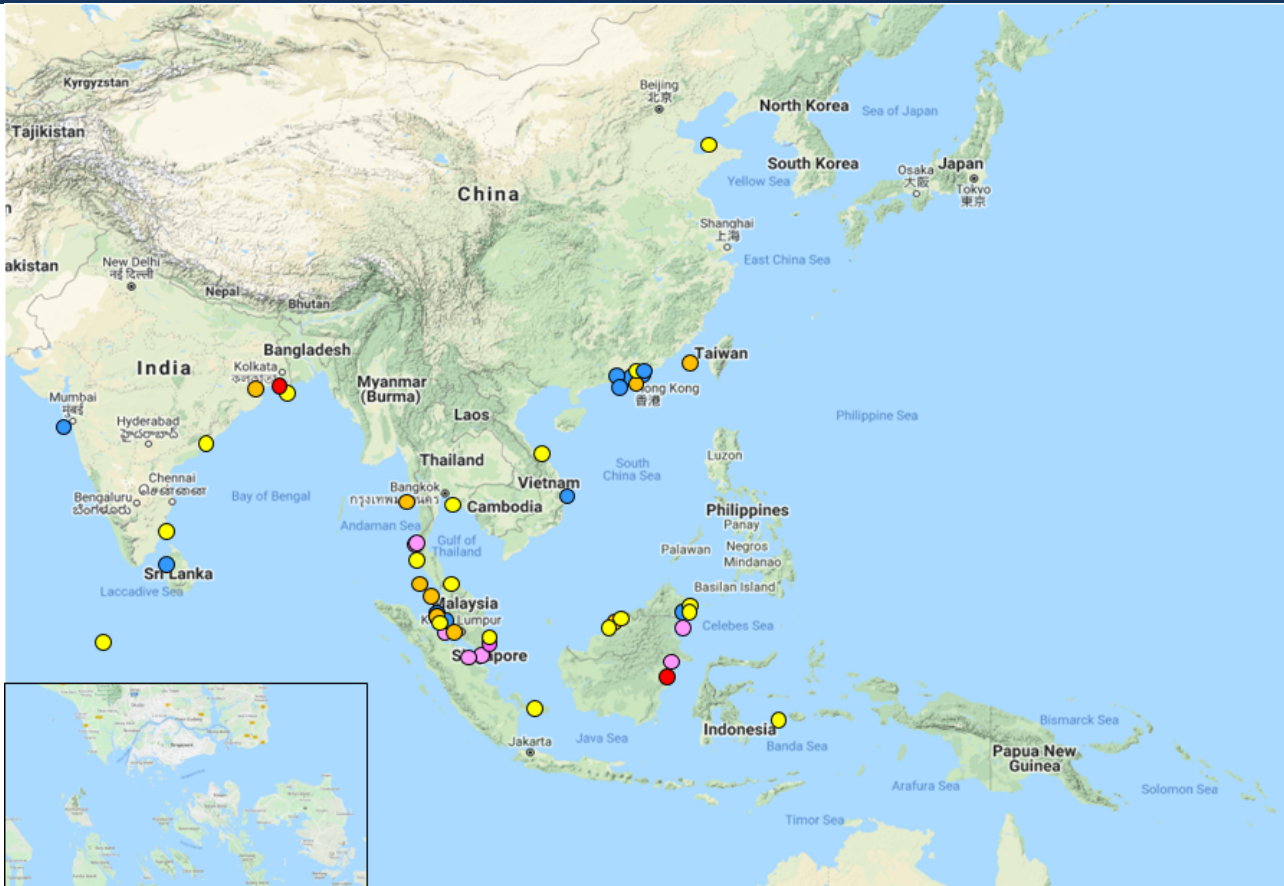 Kyrgyzstan
Tajikistan
akistan
New Delhi
नई दिल्ली
Nepal
Bhutan
India
Bangladesh
Kolkata
Mumbai
मुंबई
Hyderabad
Chennai
சென்னை
Bengaluru
Bay of Bengal
Sri Lanka
Laccadive Sea
China
Beijing
北京
North Korea
Sea of Japan
South Korea
Japan
Osaka
大阪
Tokyo
東京
Yellow Sea
Shanghai
上海
East China Sea
Taiwan
ong Kong
香港
Myanmar
(Burma)
Laos
Thailand
Bangkok
Vietnam
Cambodia
Andaman Sea
Gulf of
Thailand
South
China Sea
Luzon
Philippine Sea
Philippines
Panay
Palawan
Negros
Mindanao
Basilan Island
Celebes Sea
Malaysia
Lumpur
Indonesia
Jakarta
Java Sea
Banda Sea
Papua New
Guinea
Bismarck Sea
Solomon Sea
Arafura Sea
Timor Sea